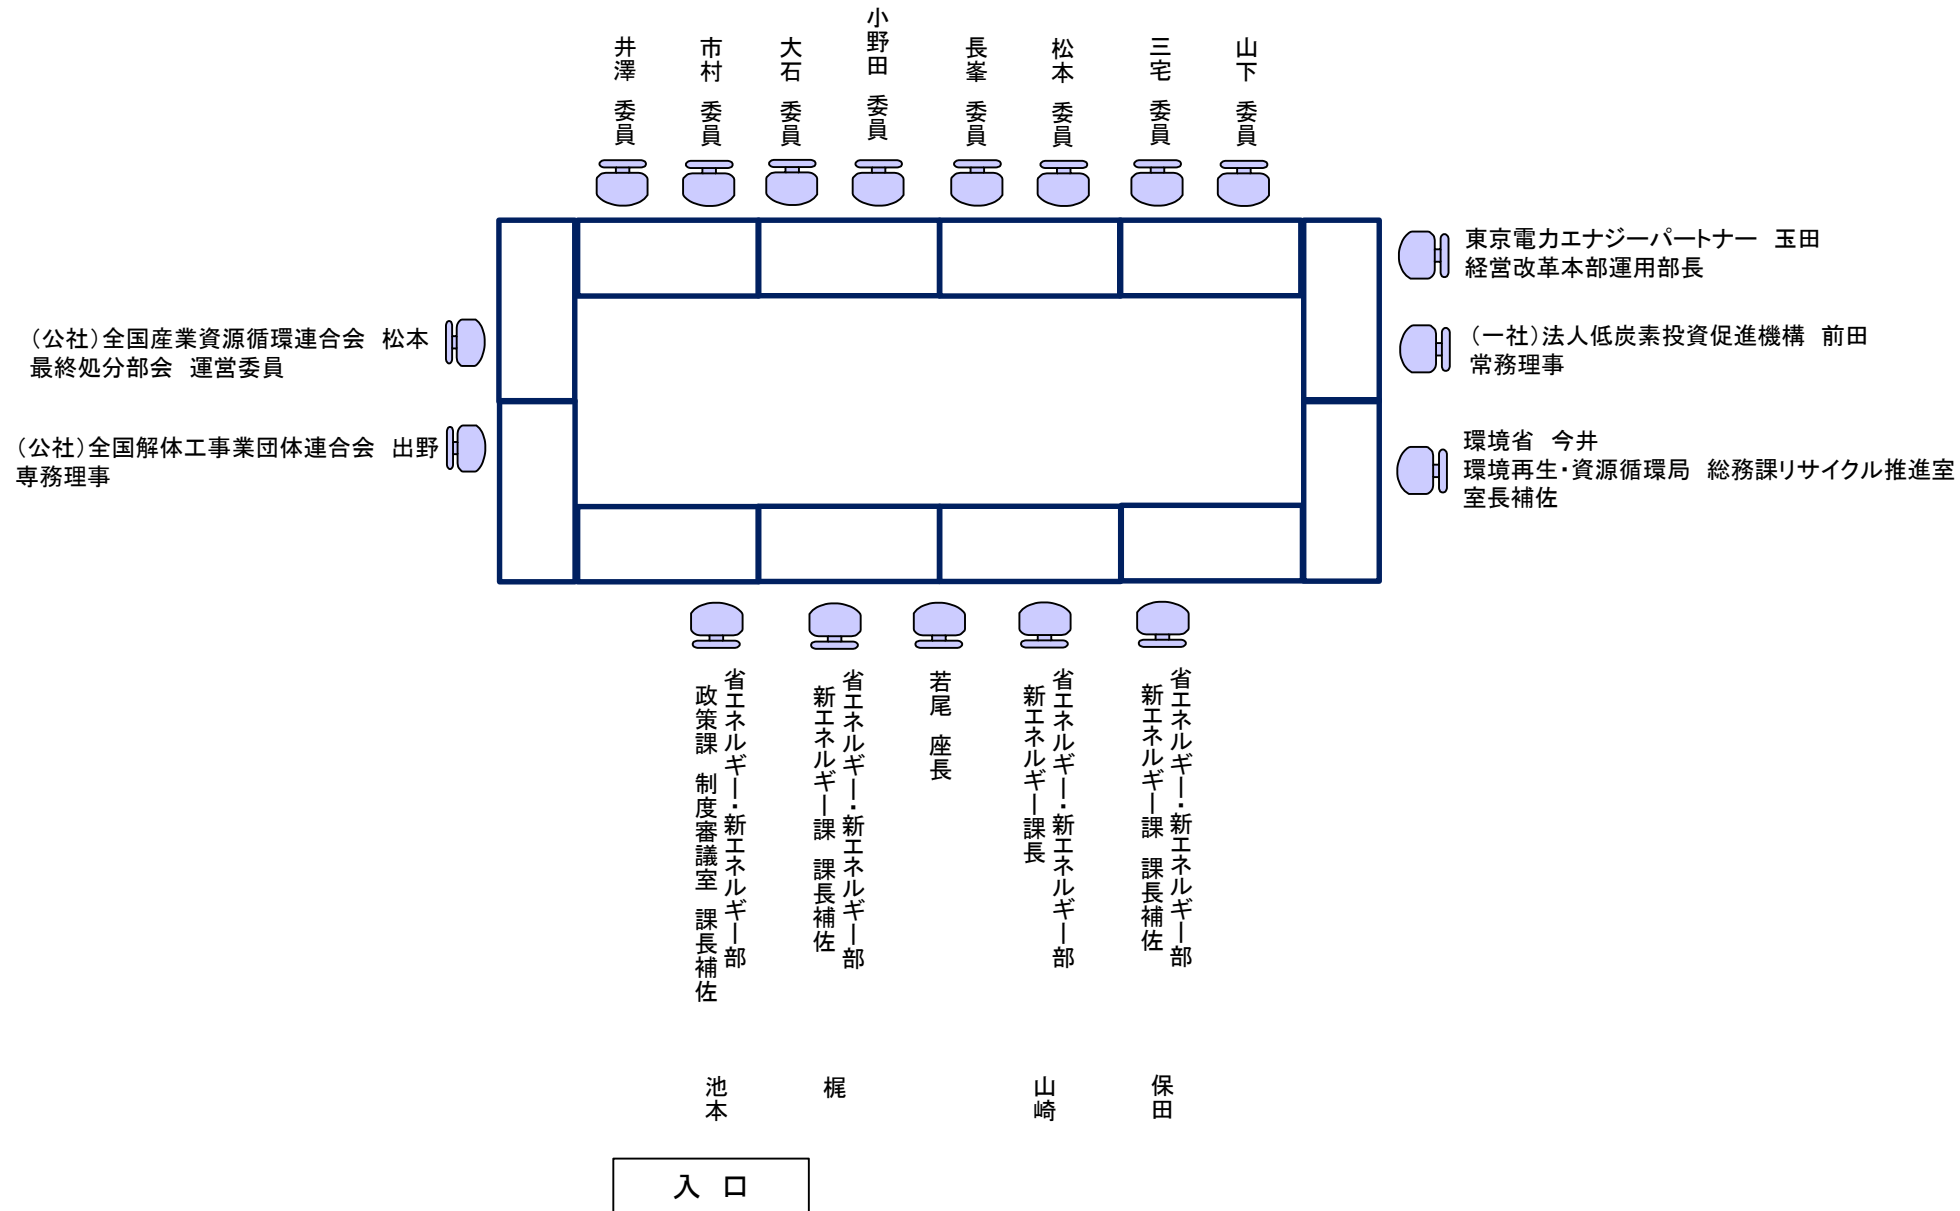 井澤 委員
市村 委員
大石 委員
小野田 委員
長峯 委員
松本 委員
三宅 委員
山下 委員
東京電力エナジーパートナー 玉田
経営改革本部運用部長
（公社）全国産業資源循環連合会 松本
最終処分部会 運営委員
（一社）法人低炭素投資促進機構 前田
常務理事
（公社）全国解体工事業団体連合会 出野
専務理事
環境省 今井
環境再生・資源循環局 総務課リサイクル推進室
室長補佐
省エネルギー・新エネルギー部
政策課 制度審議室 課長補佐
池本
省エネルギー・新エネルギー部
新エネルギー課 課長補佐
梶
若尾 座長
省エネルギー・新エネルギー部
新エネルギー課長
山崎
省エネルギー・新エネルギー部
新エネルギー課 課長補佐
保田
入 口